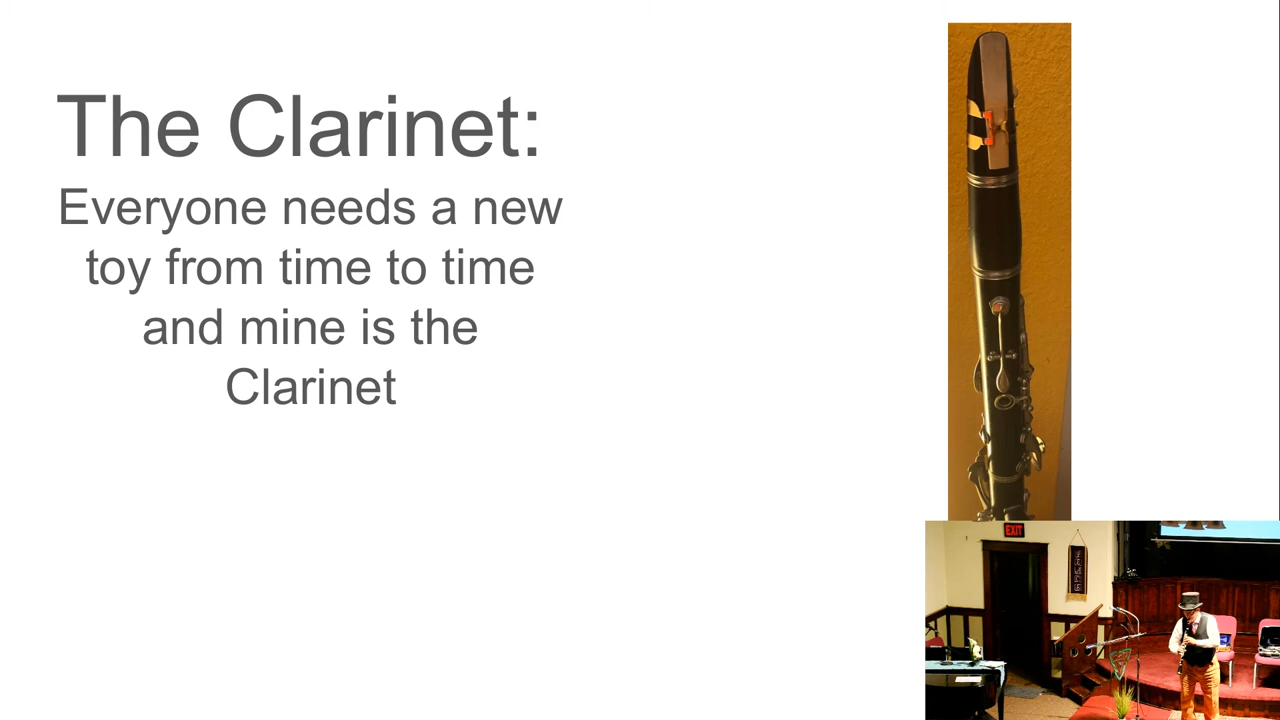 The Clarinet:
Everyone needs a new
toy from time to time
and mine is the
Clarinet
EXIT